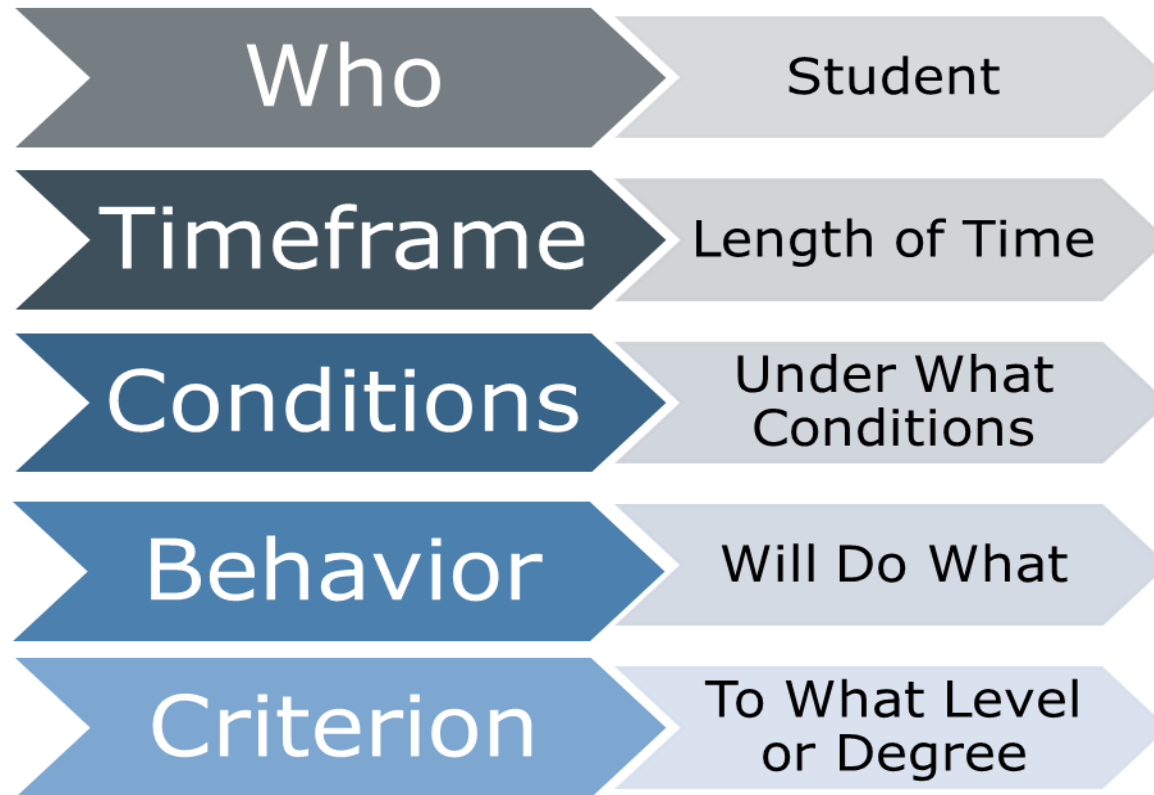 Who
Student
Timeframe
Length of Time
Conditions
Under What
Conditions
Behavior
Will Do What
Criterion
To What Level
or Degree